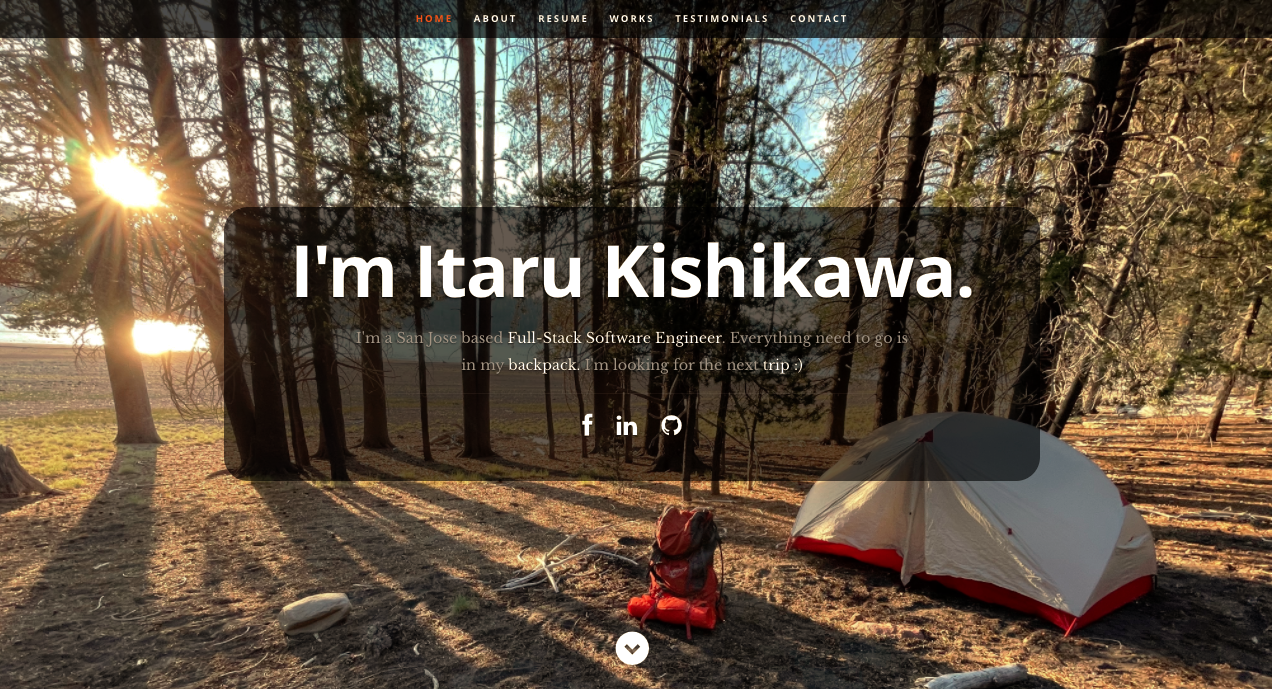 HOME ABOUT RESUME WORKS TESTIMONIALS CONTACT
I'm Itaru Kishikawa.
I'm a San Jose based Full-Stack Software Engineer. Everything need to go is
in my backpack. I'm looking for the next trip :)